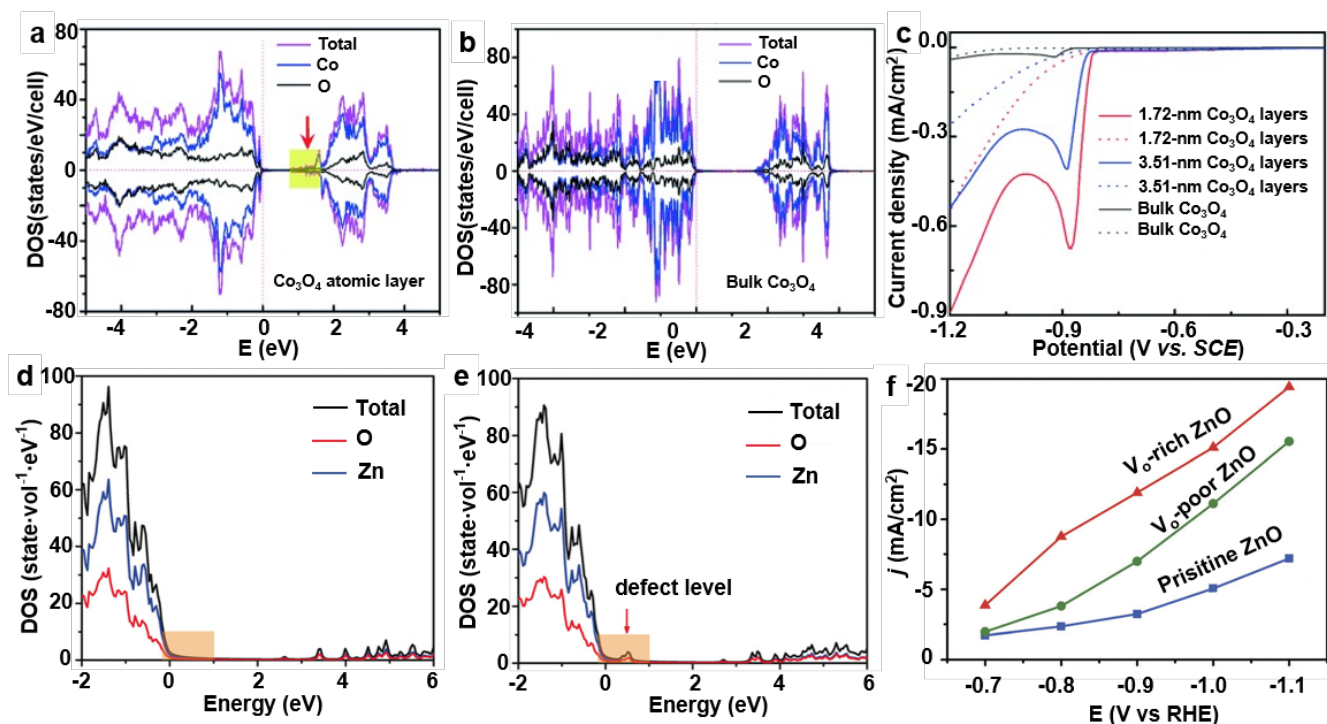 a
80
40
0
-40
-80
DOS(states/eV/cell)
Total
Co
O
Co₃O₄ atomic layer
-4 -2 0 2 4
E (eV)
b
80
40
0
-40
-80
DOS(states/eV/cell)
Total
Co
O
Bulk Co₃O₄
-4 -2 0 2 4
E (eV)
c
0.0
-0.3
-0.6
-0.9
Current density (mA/cm²)
1.72-nm Co₃O₄ layers
1.72-nm Co₃O₄ layers
3.51-nm Co₃O₄ layers
3.51-nm Co₃O₄ layers
Bulk Co₃O₄
Bulk Co₃O₄
-1.2 -0.9 -0.6 -0.3
Potential (V vs. SCE)
d
100
80
60
40
20
0
DOS (state·vol⁻¹·eV⁻¹)
Total
O
Zn
-2 0 2 4 6
Energy (eV)
e
100
80
60
40
20
0
DOS (state·vol⁻¹·eV⁻¹)
Total
O
Zn
defect level
-2 0 2 4 6
Energy (eV)
f
-20
-15
-10
-5
0
j (mA/cm²)
Vₒ-rich ZnO
Vₒ-poor ZnO
Prisitine ZnO
-0.7 -0.8 -0.9 -1.0 -1.1
E (V vs RHE)